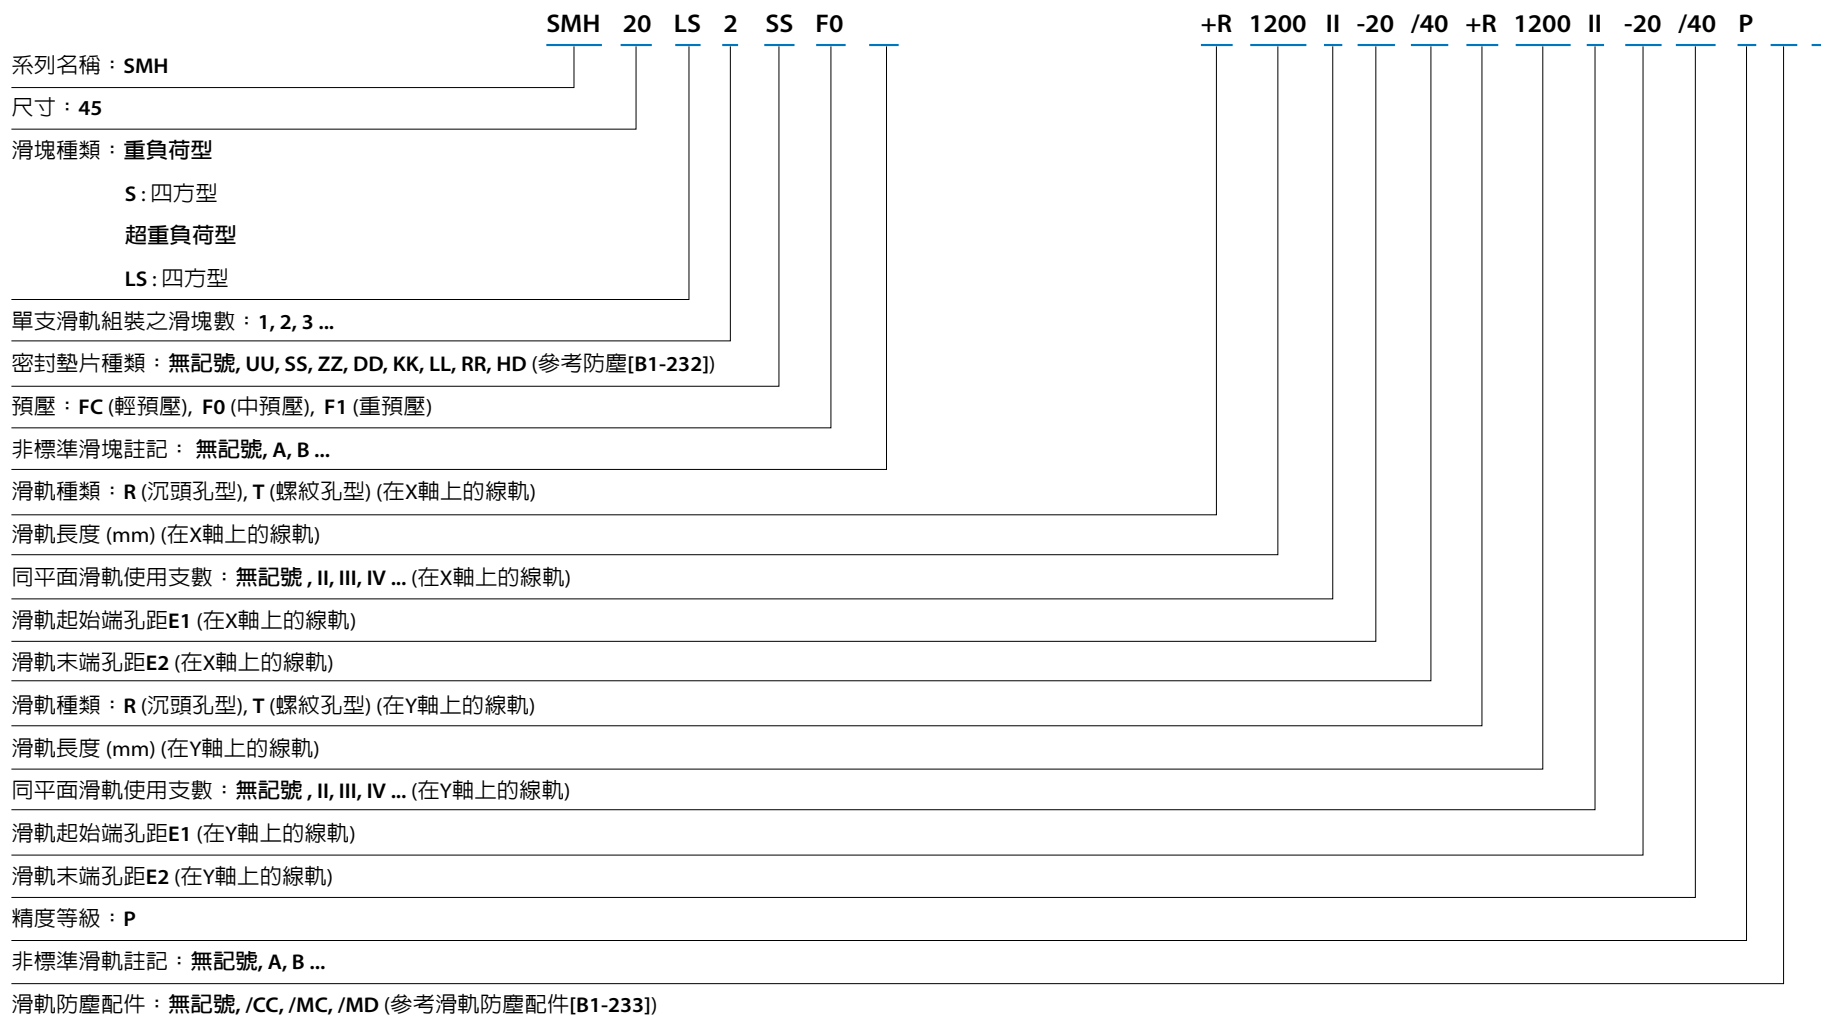 SMH 20 LS 2 SS F0 +R 1200 II -20 /40 +R 1200 II -20 /40 P
系列名稱：SMH
尺寸：45
滑塊種類：重負荷型
S : 四方型
超重負荷型
LS : 四方型
單支滑軌組裝之滑塊數：1, 2, 3 ...
密封墊片種類：無記號, UU, SS, ZZ, DD, KK, LL, RR, HD (參考防塵[B1-232])
預壓：FC (輕預壓), F0 (中預壓), F1 (重預壓)
非標準滑塊註記： 無記號, A, B ...
滑軌種類：R (沉頭孔型), T (螺紋孔型) (在X軸上的線軌)
滑軌長度 (mm) (在X軸上的線軌)
同平面滑軌使用支數：無記號 , II, III, IV ... (在X軸上的線軌)
滑軌起始端孔距E1 (在X軸上的線軌)
滑軌末端孔距E2 (在X軸上的線軌)
滑軌種類：R (沉頭孔型), T (螺紋孔型) (在Y軸上的線軌)
滑軌長度 (mm) (在Y軸上的線軌)
同平面滑軌使用支數：無記號 , II, III, IV ... (在Y軸上的線軌)
滑軌起始端孔距E1 (在Y軸上的線軌)
滑軌末端孔距E2 (在Y軸上的線軌)
精度等級：P
非標準滑軌註記：無記號, A, B ...
滑軌防塵配件：無記號, /CC, /MC, /MD (參考滑軌防塵配件[B1-233])